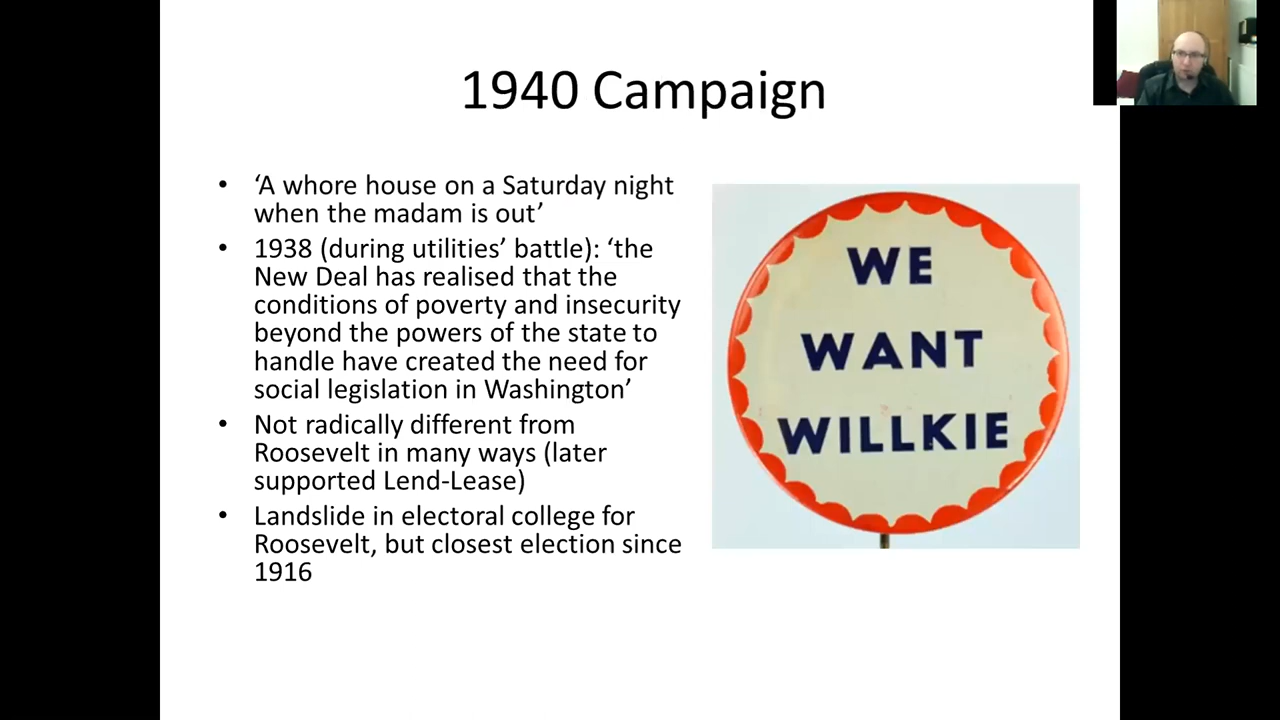 1940 Campaign
• ‘A whore house on a Saturday night
when the madam is out’
• 1938 (during utilities’ battle): ‘the
New Deal has realised that the
conditions of poverty and insecurity
beyond the powers of the state to
handle have created the need for
social legislation in Washington’
• Not radically different from
Roosevelt in many ways (later
supported Lend-Lease)
• Landslide in electoral college for
Roosevelt, but closest election since
1916
WE
WANT
WILLKIE